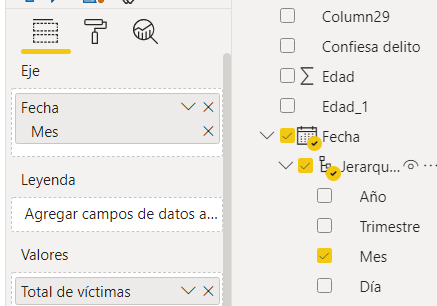 Eje
Fecha
Mes
Leyenda
Agregar campos de datos a...
Valores
Total de víctimas
Column29
Confiesa delito
Edad
Edad_1
Fecha
Jerarqu...
Año
Trimestre
Mes
Día